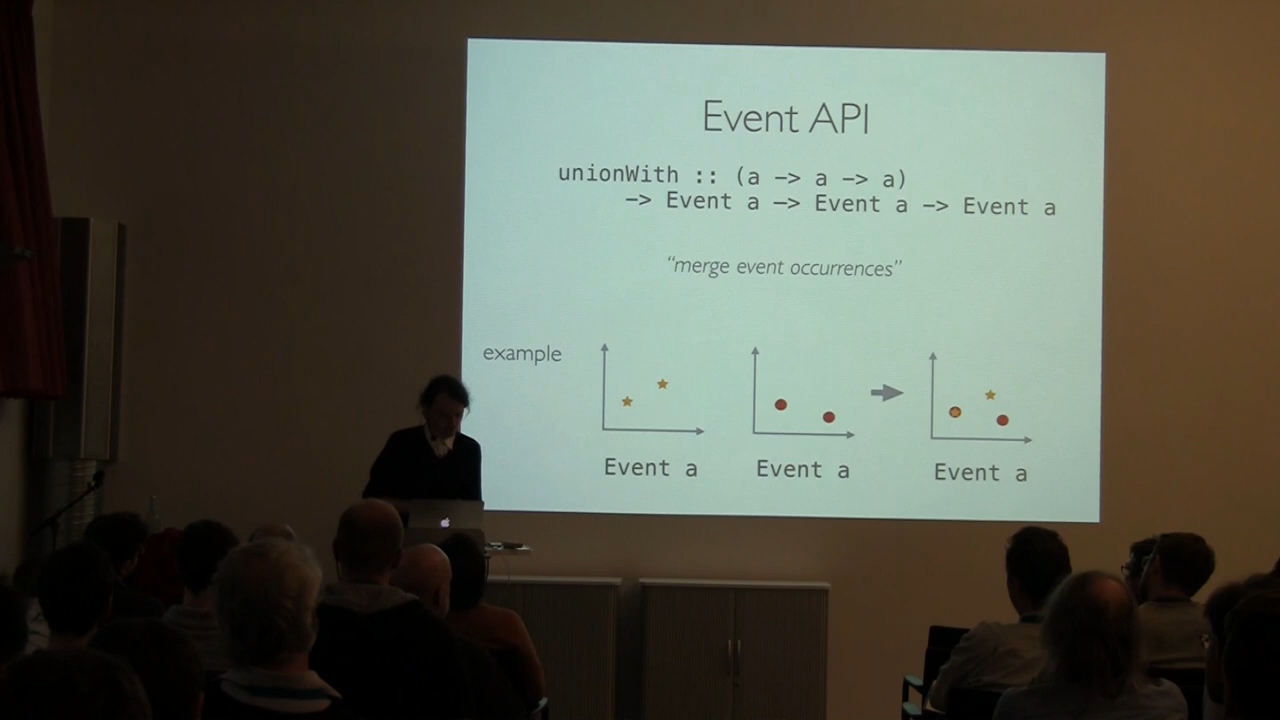 Event API
unionWith :: (a -> a -> a)
-> Event a -> Event a -> Event a
“merge event occurrences”
example
Event a
Event a
Event a